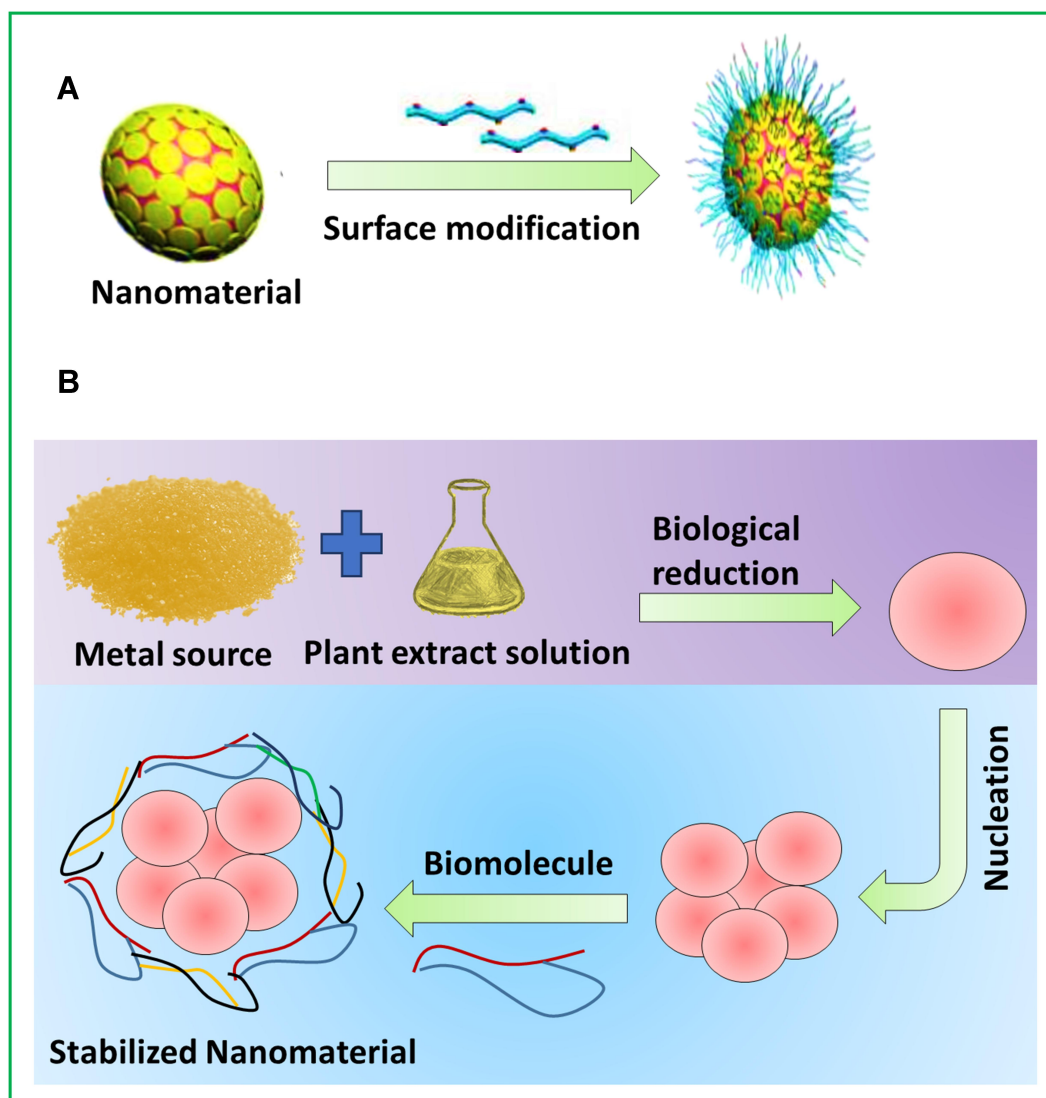 A
Surface modification
Nanomaterial
B
Biological
reduction
Metal source
Plant extract solution
Nucleation
Biomolecule
Stabilized Nanomaterial